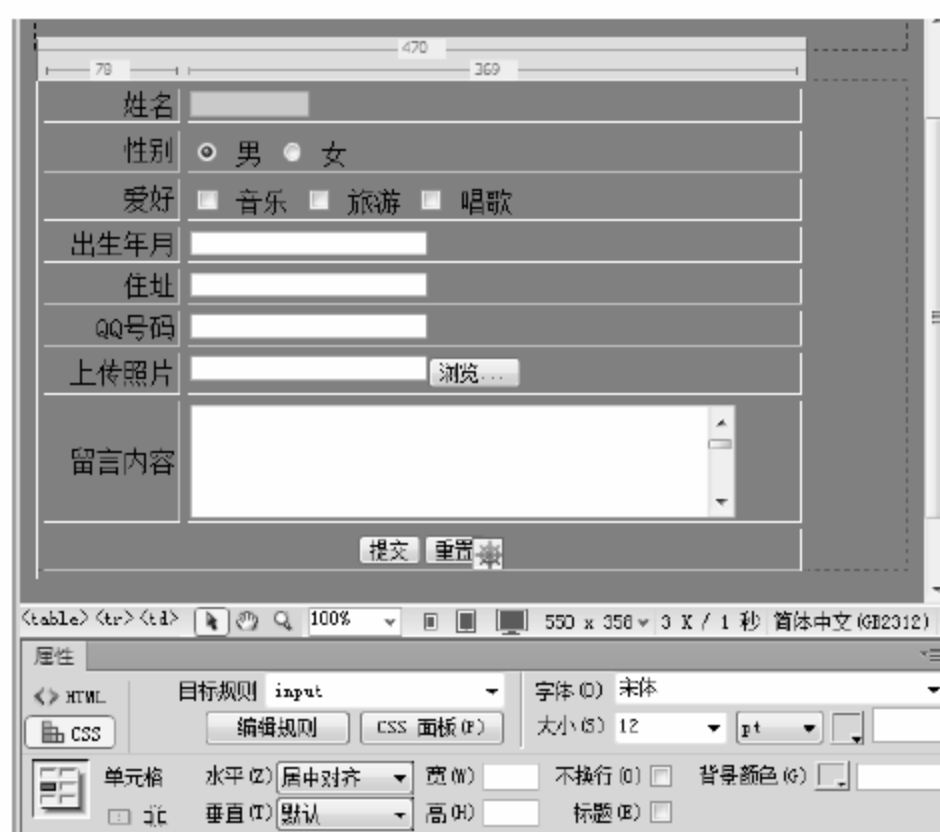 470
78 369
姓名
性别 男 女
爱好 音乐 旅游 唱歌
出生年月
住址
QQ号码
上传照片 浏览...
留言内容
提交 重置
<table> <tr> <td> 100% 550 x 358 3 K / 1 秒 简体中文(GB2312)
属性
<> HTML 目标规则 input 字体(O) 宋体
CSS 编辑规则 CSS 面板(P) 大小(S) 12 pt
单元格 水平(Z) 居中对齐 宽(W) 不换行(O) 背景颜色(G)
垂直(T) 默认 高(H) 标题(E)